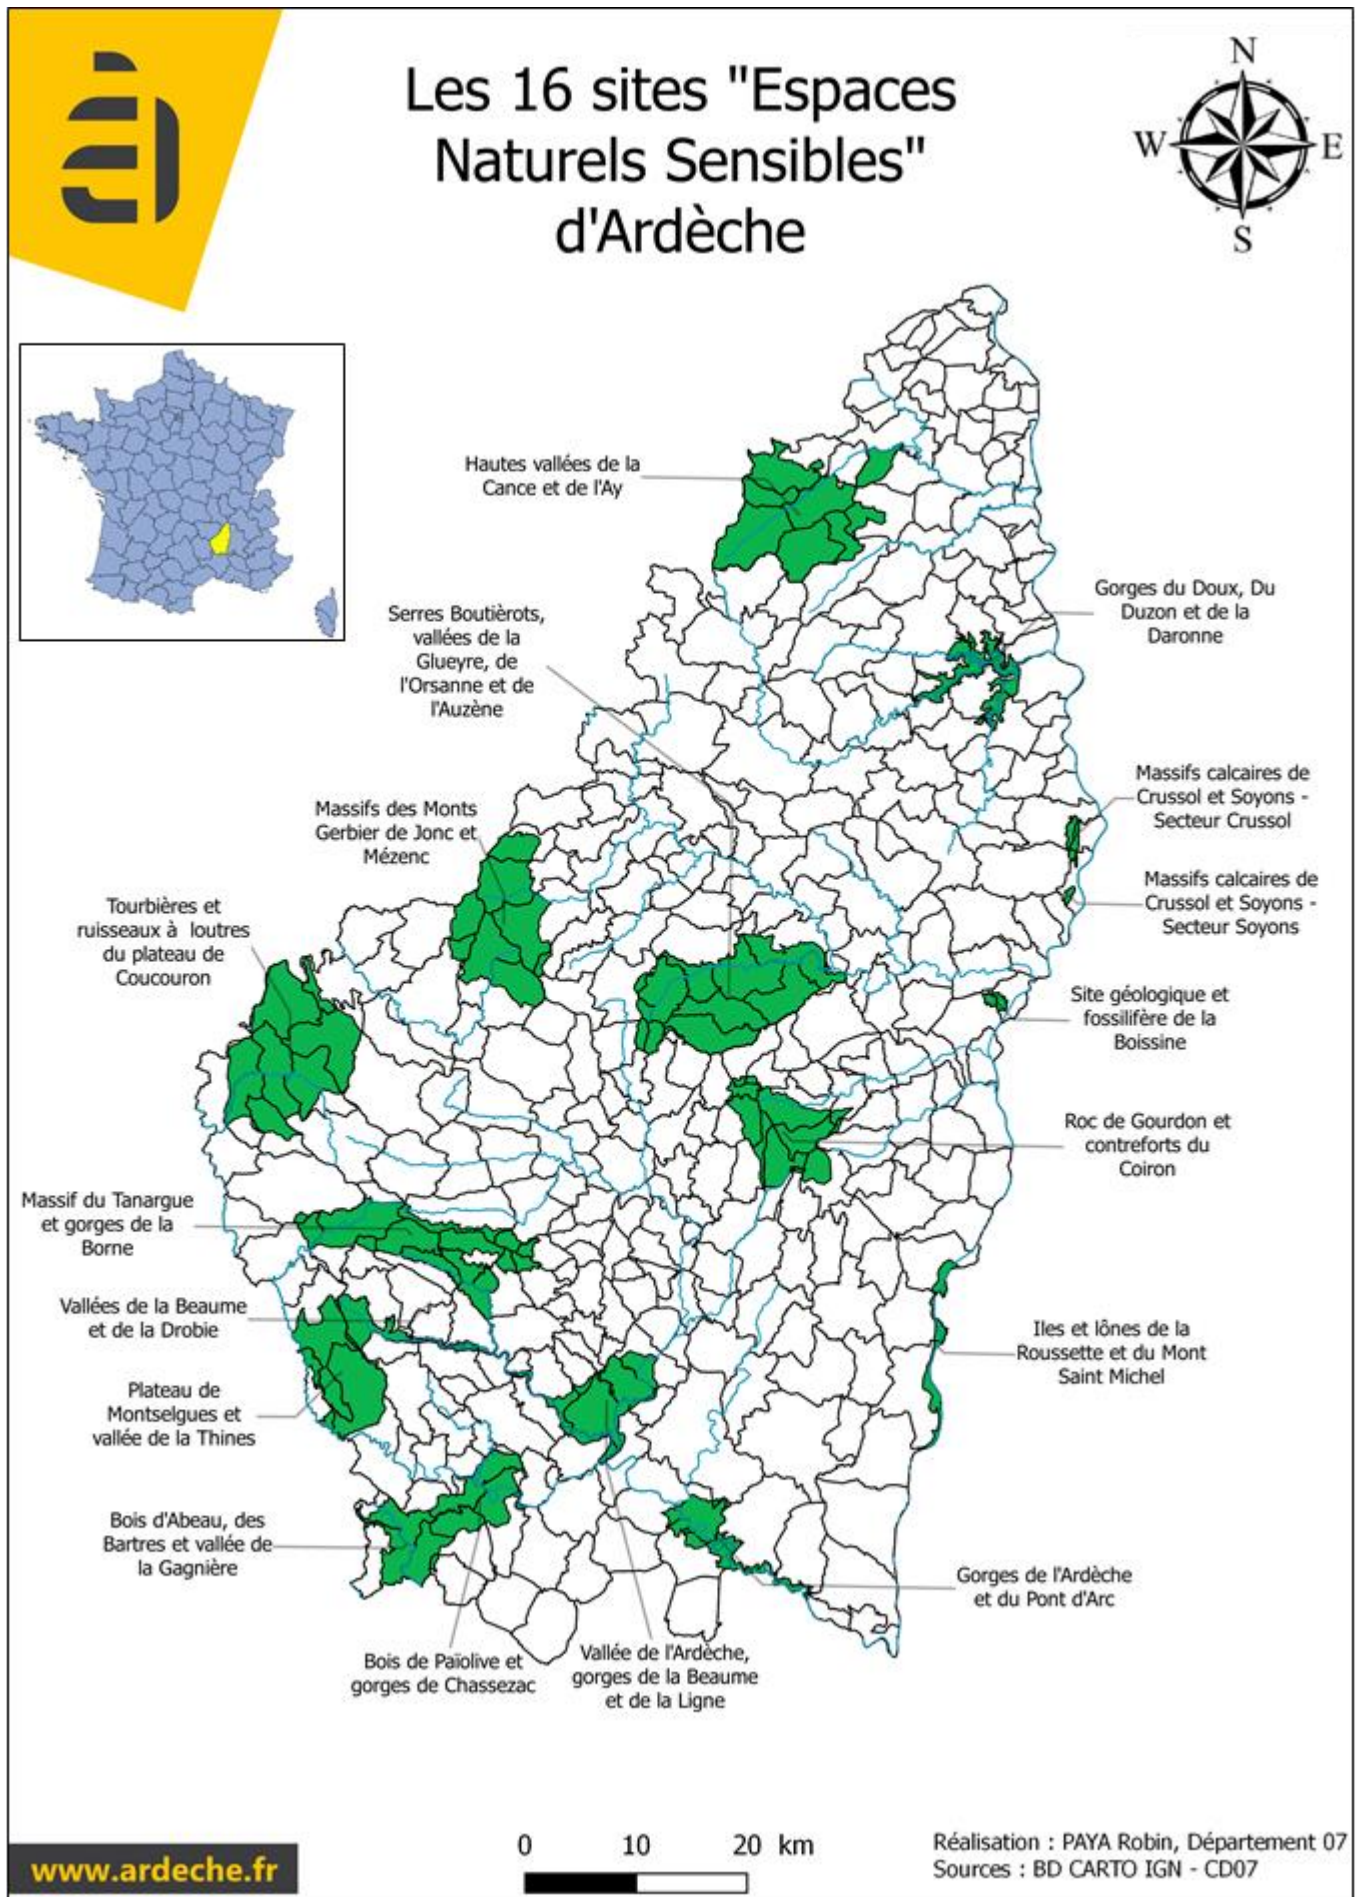 Les 16 sites "Espaces
Naturels Sensibles"
d'Ardèche
N
W
E
S
Hautes vallées de la
Cance et de l'Ay
Gorges du Doux, Du
Duzon et de la
Daronne
Serres Boutièrots,
vallées de la
Glueyre, de
l'Orsanne et de
l'Auzène
Massifs calcaires de
Crussol et Soyons -
Secteur Crussol
Massifs des Monts
Gerbier de Jonc et
Mézenc
Massifs calcaires de
Crussol et Soyons -
Secteur Soyons
Tourbières et
ruisseaux à loutres
du plateau de
Coucouron
Site géologique et
fossilifère de la
Boissine
Roc de Gourdon et
contreforts du
Coiron
Massif du Tanargue
et gorges de la
Borne
Vallées de la Beaume
et de la Drobie
Iles et lônes de la
Roussette et du Mont
Saint Michel
Plateau de
Montselgues et
vallée de la Thines
Bois d'Abeau, des
Bartres et vallée de
la Gagnière
Gorges de l'Ardèche
et du Pont d'Arc
Bois de Païolive et
gorges de Chassezac
Vallée de l'Ardèche,
gorges de la Beaume
et de la Ligne
www.ardeche.fr
0 10 20 km
Réalisation : PAYA Robin, Département 07
Sources : BD CARTO IGN - CD07